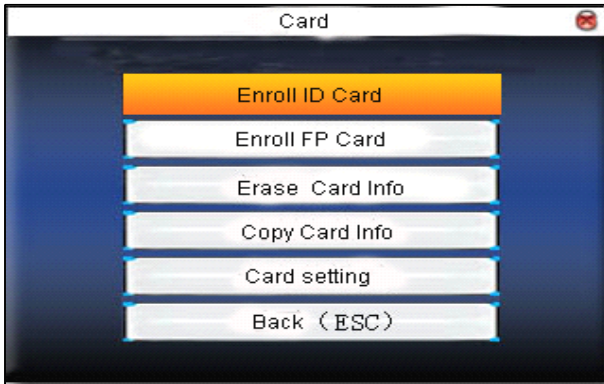 Card
Enroll ID Card
Enroll FP Card
Erase Card Info
Copy Card Info
Card setting
Back （ESC）